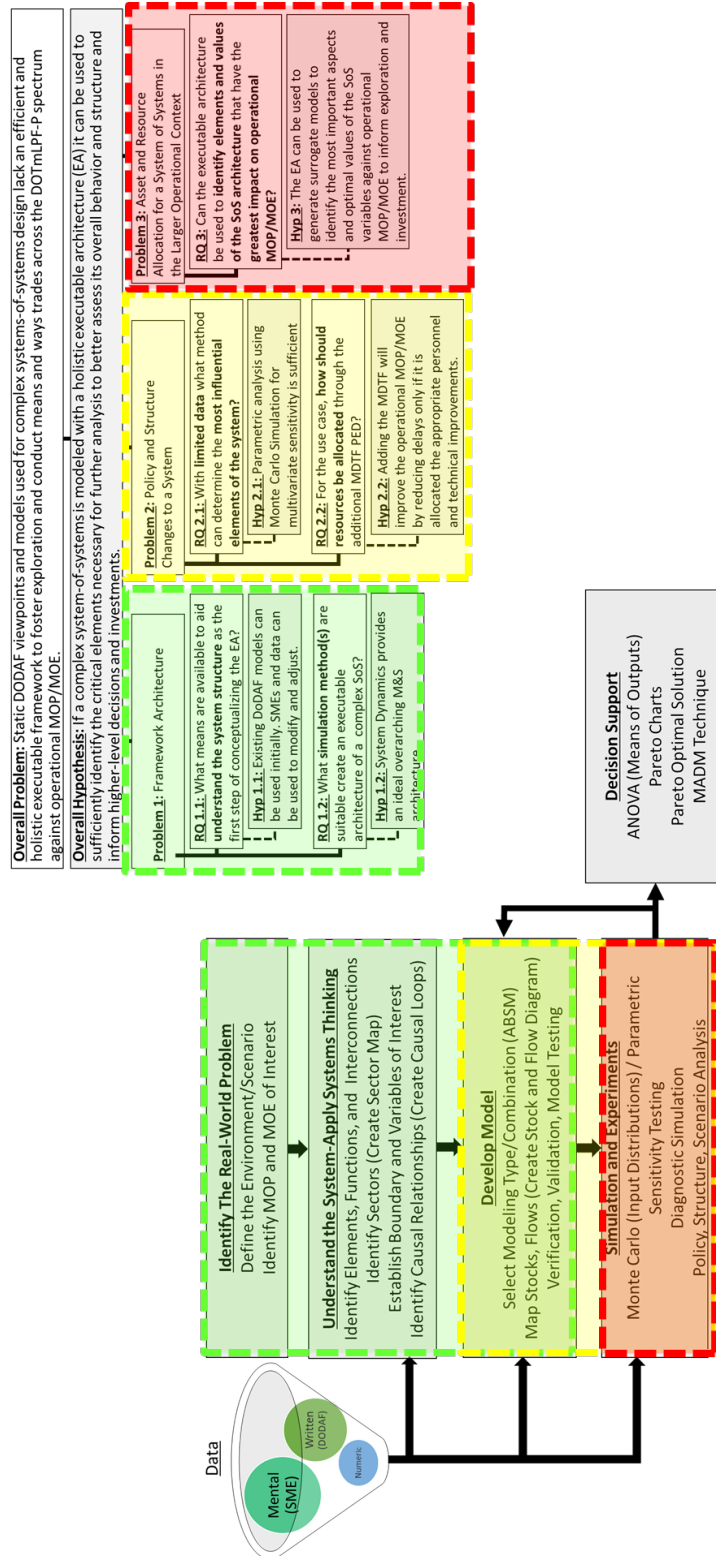 Overall Problem: Static DODAF viewpoints and models used for complex systems-of-systems design lack an efficient and
holistic executable framework to foster exploration and conduct means and ways trades across the DOTmLPF-P spectrum
against operational MOP/MOE.
Overall Hypothesis: If a complex system-of-systems is modeled with a holistic executable architecture (EA) it can be used to
sufficiently identify the critical elements necessary for further analysis to better assess its overall behavior and structure and
inform higher-level decisions and investments.
Problem 1: Framework Architecture
RQ 1.1: What means are available to aid
understand the system structure as the
first step of conceptualizing the EA?
Hyp 1.1: Existing DoDAF models can
be used initially. SMEs and data can
be used to modify and adjust.
RQ 1.2: What simulation method(s) are
suitable create an executable
architecture of a complex SoS?
Hyp 1.2: System Dynamics provides
an ideal overarching M&S
architecture
Problem 2: Policy and Structure
Changes to a System
RQ 2.1: With limited data what method
can determine the most influential
elements of the system?
Hyp 2.1: Parametric analysis using
Monte Carlo Simulation for
multivariate sensitivity is sufficient
RQ 2.2: For the use case, how should
resources be allocated through the
additional MDTF PED?
Hyp 2.2: Adding the MDTF will
improve the operational MOP/MOE
by reducing delays only if it is
allocated the appropriate personnel
and technical improvements.
Problem 3: Asset and Resource
Allocation for a System of Systems in
the Larger Operational Context
RQ 3: Can the executable architecture
be used to identify elements and values
of the SoS architecture that have the
greatest impact on operational
MOP/MOE?
Hyp 3: The EA can be used to
generate surrogate models to
identify the most important aspects
and optimal values of the SoS
variables against operational
MOP/MOE to inform exploration and
investment.
Data
Mental
(SME)
Written
(DODAF)
Numeric
Identify The Real-World Problem
Define the Environment/Scenario
Identify MOP and MOE of Interest
Understand the System-Apply Systems Thinking
Identify Elements, Functions, and Interconnections
Identify Sectors (Create Sector Map)
Establish Boundary and Variables of Interest
Identify Causal Relationships (Create Causal Loops)
Develop Model
Select Modeling Type/Combination (ABSM)
Map Stocks, Flows (Create Stock and Flow Diagram)
Verification, Validation, Model Testing
Simulation and Experiments
Monte Carlo (Input Distributions) / Parametric
Sensitivity Testing
Diagnostic Simulation
Policy, Structure, Scenario Analysis
Decision Support
ANOVA (Means of Outputs)
Pareto Charts
Pareto Optimal Solution
MADM Technique